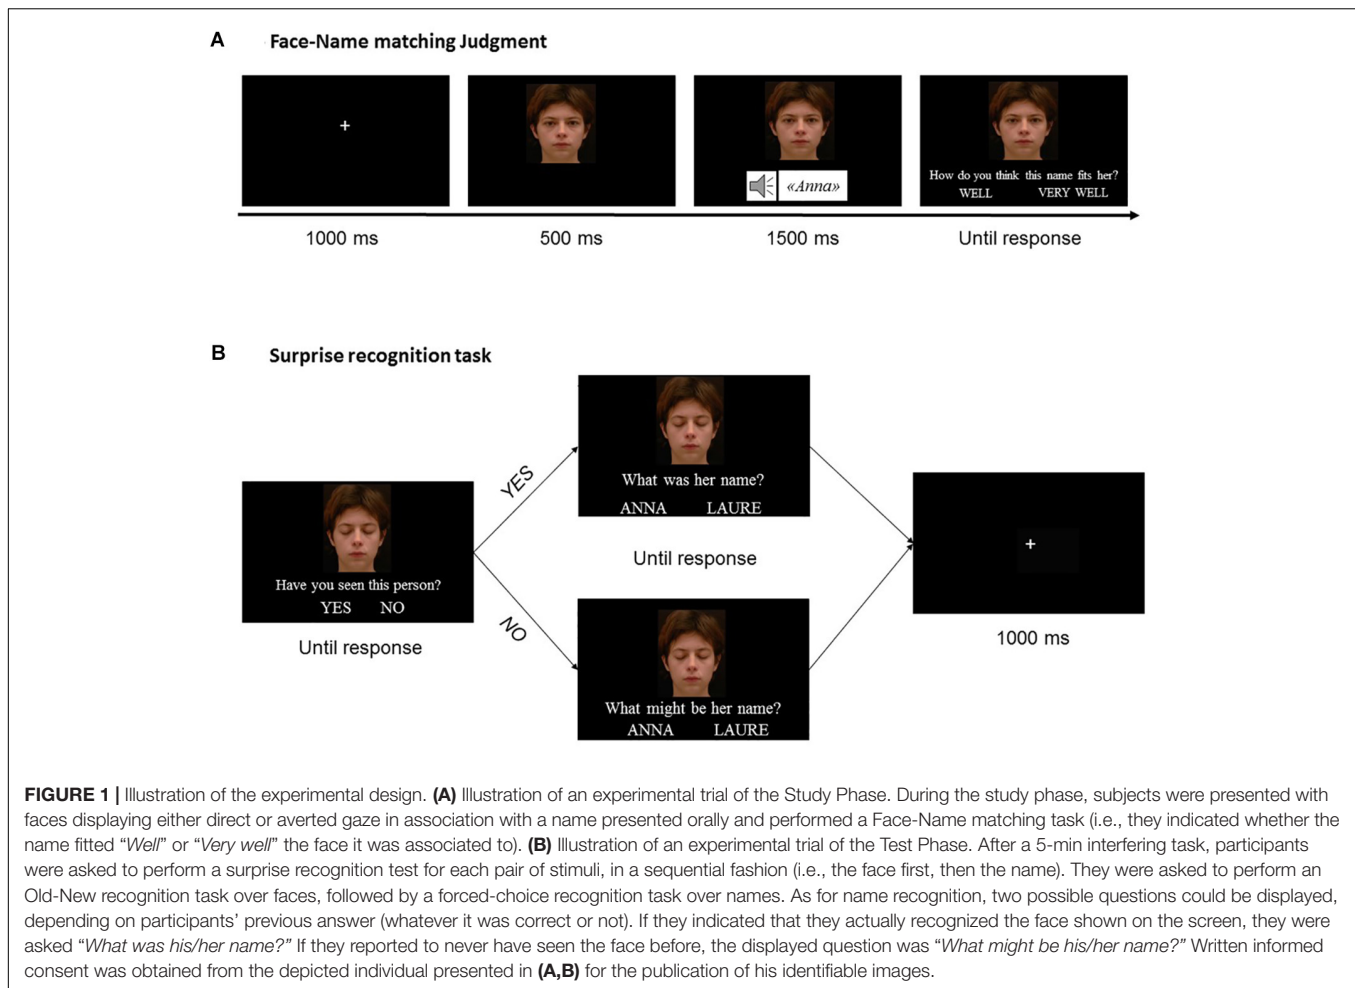 A Face-Name matching Judgment
+
«Anna»
How do you think this name fits her?
WELL VERY WELL
1000 ms 500 ms 1500 ms Until response
B Surprise recognition task
What was her name?
ANNA LAURE
YES
Until response
Have you seen this person?
YES NO
Until response
NO
What might be her name?
ANNA LAURE
+
1000 ms
FIGURE 1 | Illustration of the experimental design. (A) Illustration of an experimental trial of the Study Phase. During the study phase, subjects were presented with
faces displaying either direct or averted gaze in association with a name presented orally and performed a Face-Name matching task (i.e., they indicated whether the
name fitted “Well” or “Very well” the face it was associated to). (B) Illustration of an experimental trial of the Test Phase. After a 5-min interfering task, participants
were asked to perform a surprise recognition test for each pair of stimuli, in a sequential fashion (i.e., the face first, then the name). They were asked to perform an
Old-New recognition task over faces, followed by a forced-choice recognition task over names. As for name recognition, two possible questions could be displayed,
depending on participants’ previous answer (whatever it was correct or not). If they indicated that they actually recognized the face shown on the screen, they were
asked “What was his/her name?” If they reported to never have seen the face before, the displayed question was “What might be his/her name?” Written informed
consent was obtained from the depicted individual presented in (A,B) for the publication of his identifiable images.